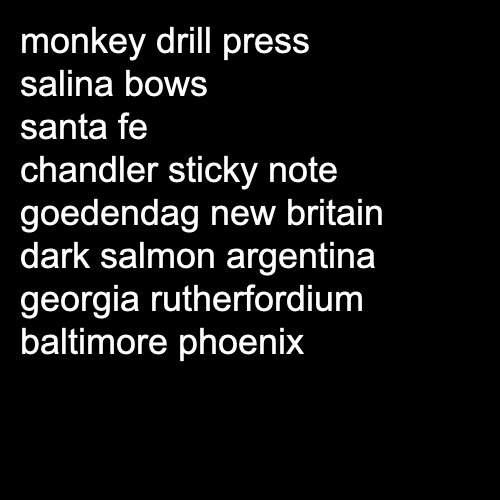 monkey drill press
salina bows
santa fe
chandler sticky note
goedendag new britain
dark salmon argentina
georgia rutherfordium
baltimore phoenix